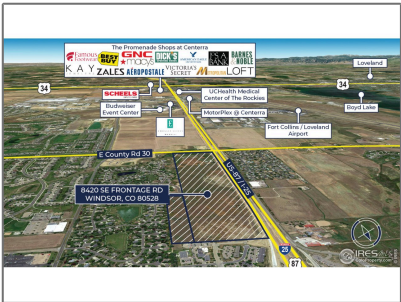 The Promenade Shops at Centerra
FAMOUS
Footwear
BEST
BUY
GNC
macy's
DICK'S
BARNES
&NOBLE
KAY
ZALES
AÉROPOSTALE
VICTORIA'S
SECRET
LOFT
Loveland
34
34
SCHEELS
UCHealth Medical
Center of The Rockies
Budweiser
Event Center
MotorPlex @ Centerra
Boyd Lake
Fort Collins / Loveland
Airport
E County Rd 30
US-87/I-25
8420 SE FRONTAGE RD
WINDSOR, CO 80528
25
87
IRES